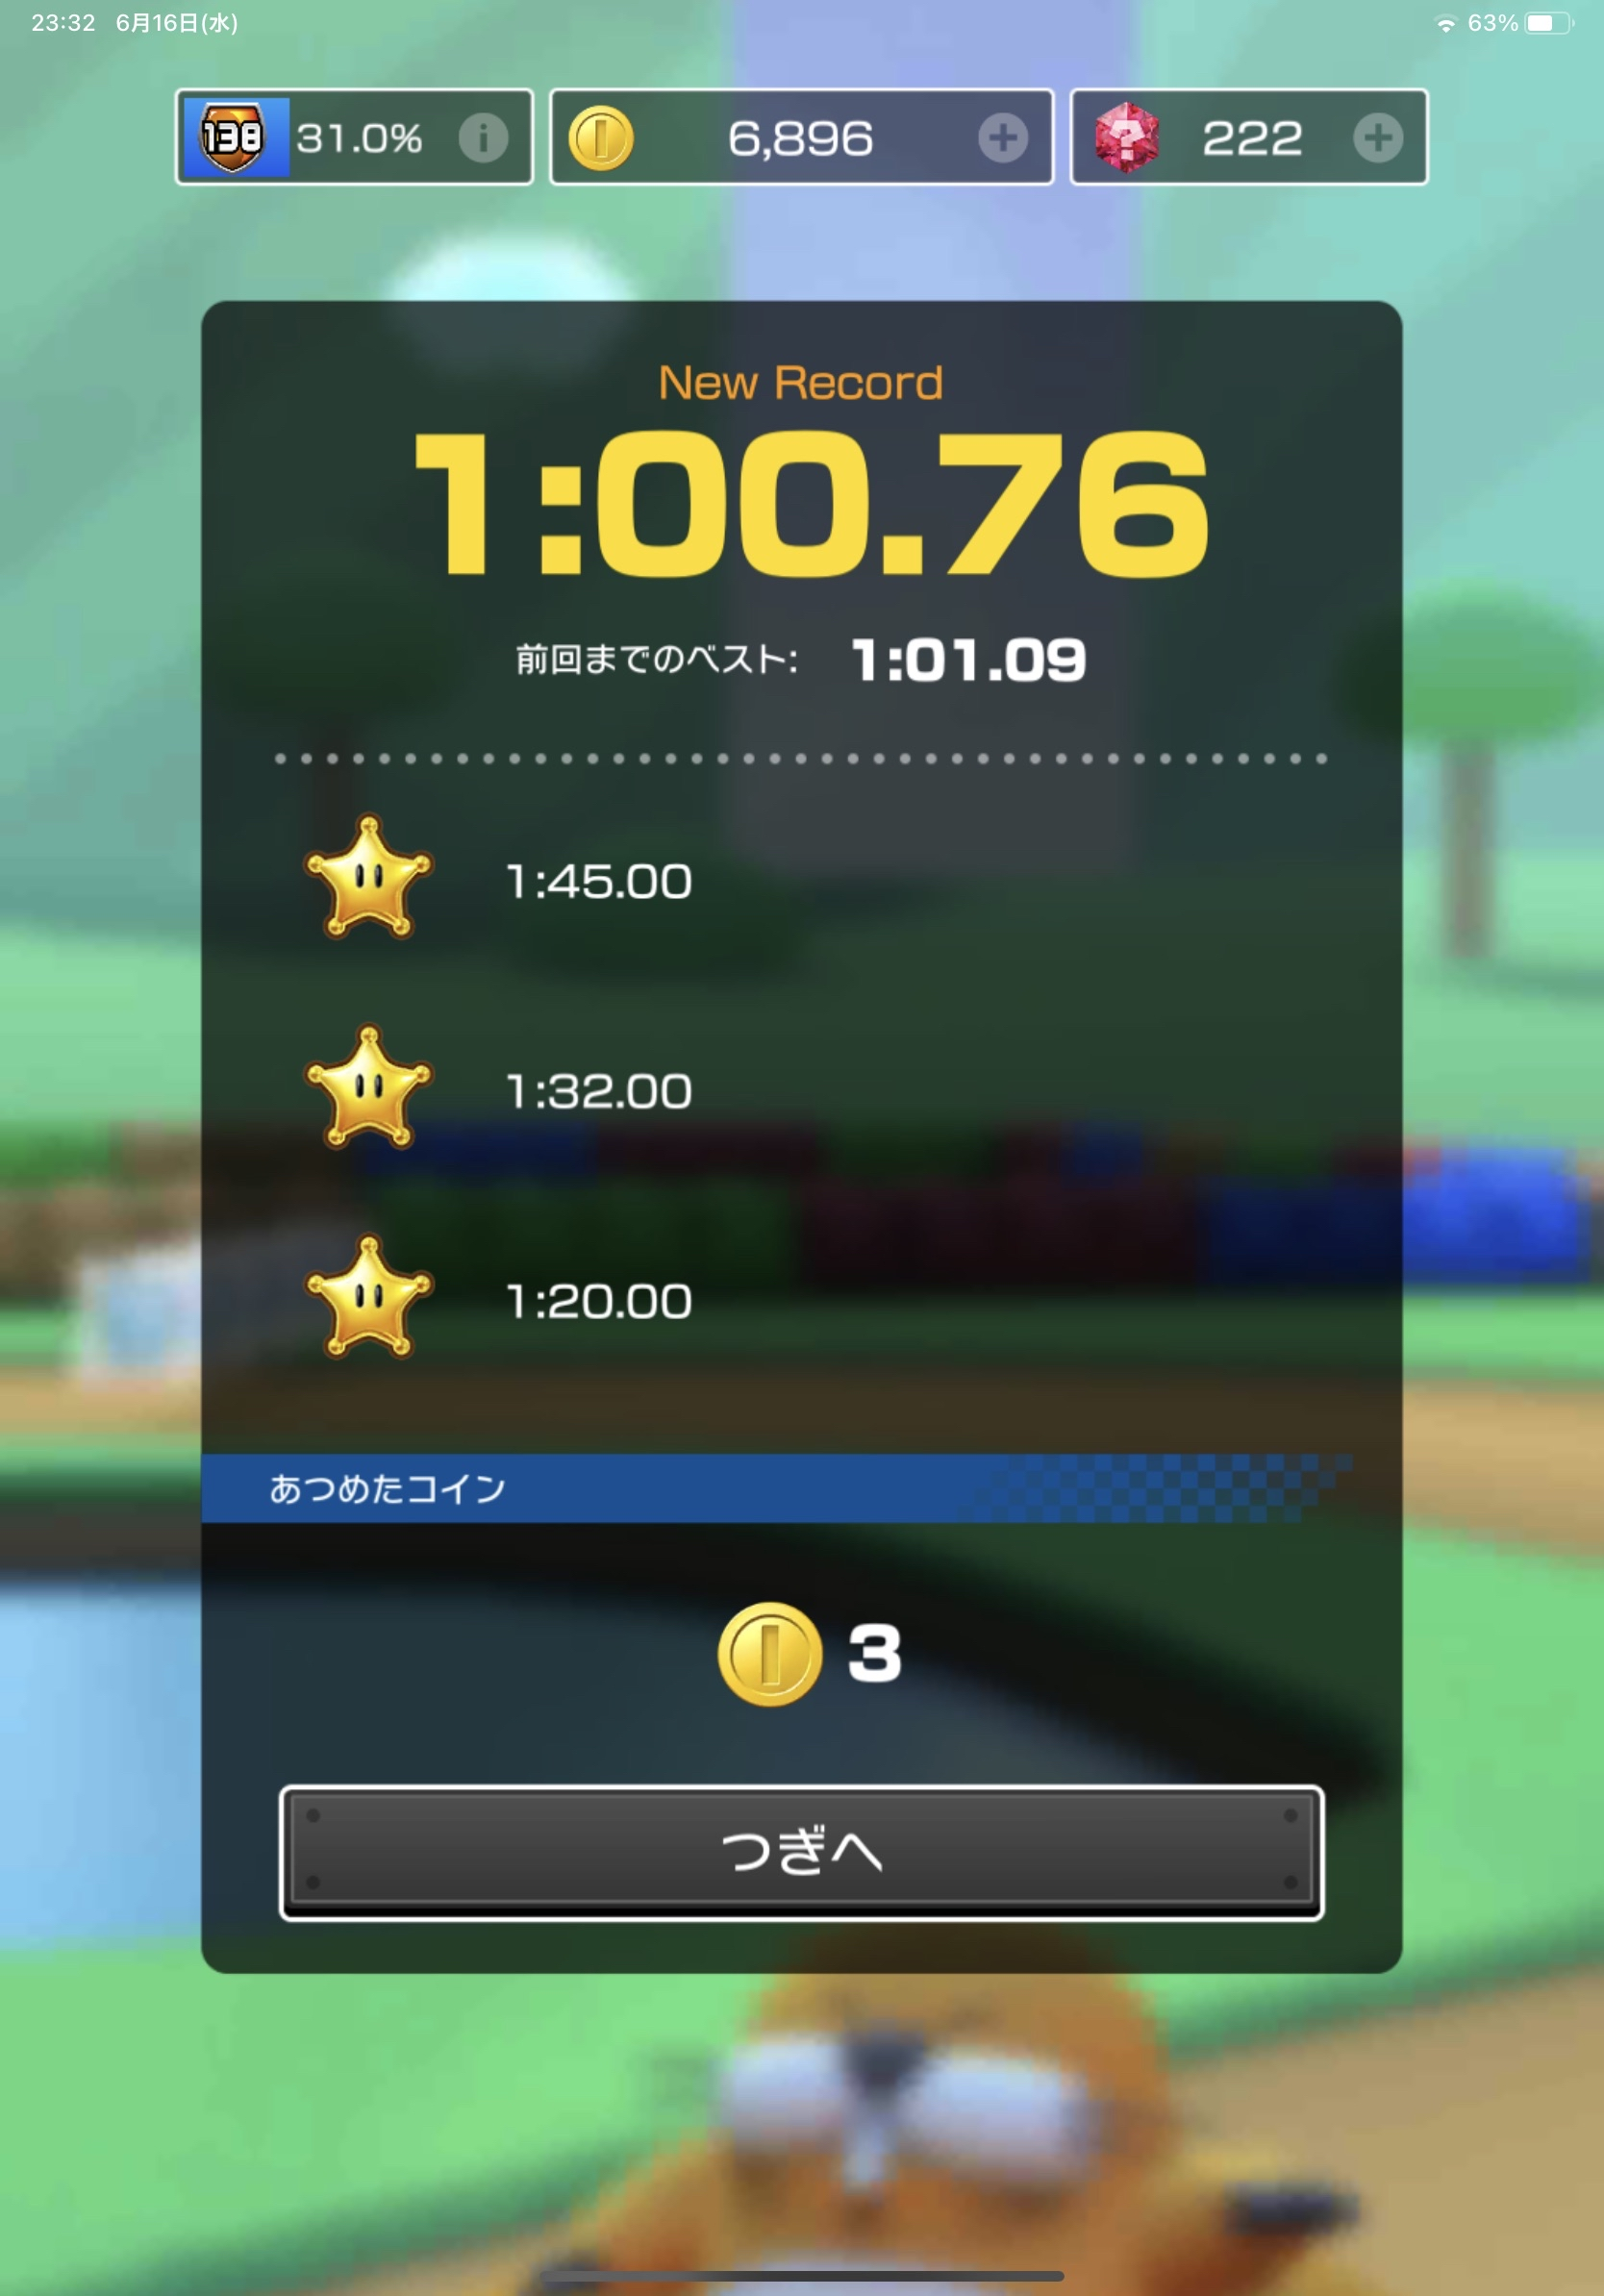 23:32 6月16日(水)
63%
138 31.0% i 6,896 + 222 +
New Record
1:00.76
前回までのベスト: 1:01.09
1:45.00
1:32.00
1:20.00
あつめたコイン
3
つぎへ